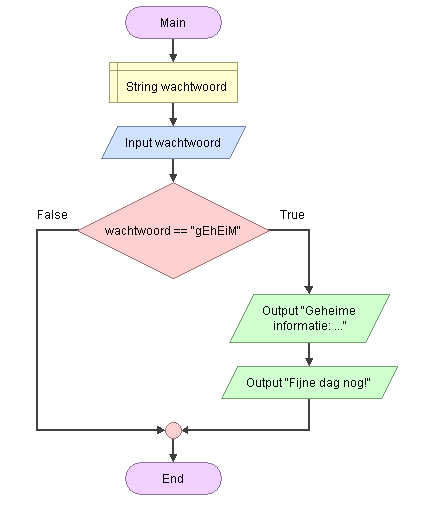 Main
String wachtwoord
Input wachtwoord
False
True
wachtwoord == "gEhEiM"
Output "Geheime
informatie: ..."
Output "Fijne dag nog!"
End